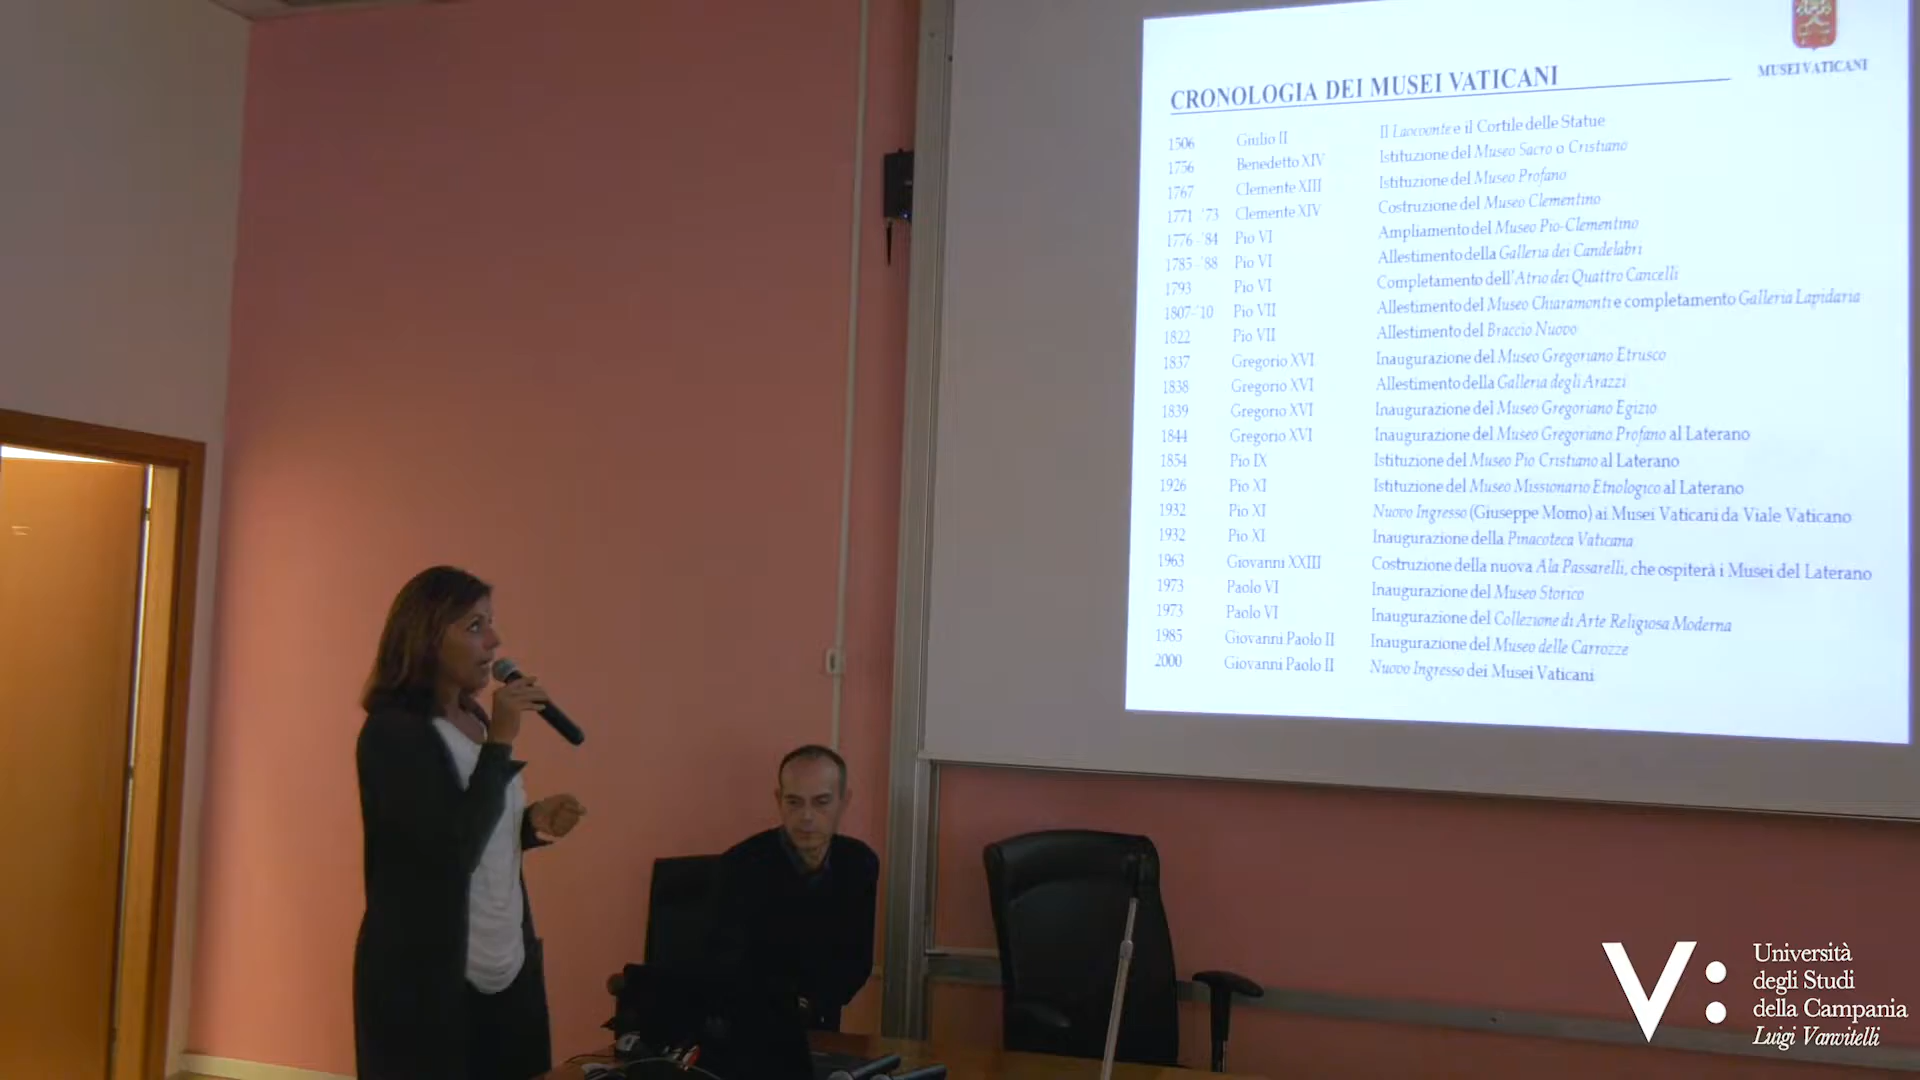 MUSEI VATICANI
CRONOLOGIA DEI MUSEI VATICANI
1506 Giulio II Il Laocoonte e il Cortile delle Statue
1756 Benedetto XIV Istituzione del Museo Sacro o Cristiano
1767 Clemente XIII Istituzione del Museo Profano
1771 '73 Clemente XIV Costruzione del Museo Clementino
1776 -'84 Pio VI Ampliamento del Museo Pio-Clementino
1785 -'88 Pio VI Allestimento della Galleria dei Candelabri
1793 Pio VI Completamento dell'Atrio dei Quattro Cancelli
1807-'10 Pio VII Allestimento del Museo Chiaramonti e completamento Galleria Lapidaria
1822 Pio VII Allestimento del Braccio Nuovo
1837 Gregorio XVI Inaugurazione del Museo Gregoriano Etrusco
1838 Gregorio XVI Allestimento della Galleria degli Arazzi
1839 Gregorio XVI Inaugurazione del Museo Gregoriano Egizio
1844 Gregorio XVI Inaugurazione del Museo Gregoriano Profano al Laterano
1854 Pio IX Istituzione del Museo Pio Cristiano al Laterano
1926 Pio XI Istituzione del Museo Missionario Etnologico al Laterano
1932 Pio XI Nuovo Ingresso (Giuseppe Momo) ai Musei Vaticani da Viale Vaticano
1932 Pio XI Inaugurazione della Pinacoteca Vaticana
1963 Giovanni XXIII Costruzione della nuova Ala Passarelli, che ospiterà i Musei del Laterano
1973 Paolo VI Inaugurazione del Museo Storico
1973 Paolo VI Inaugurazione del Collezione di Arte Religiosa Moderna
1985 Giovanni Paolo II Inaugurazione del Museo delle Carrozze
2000 Giovanni Paolo II Nuovo Ingresso dei Musei Vaticani
V:
Università
degli Studi
della Campania
Luigi Vanvitelli